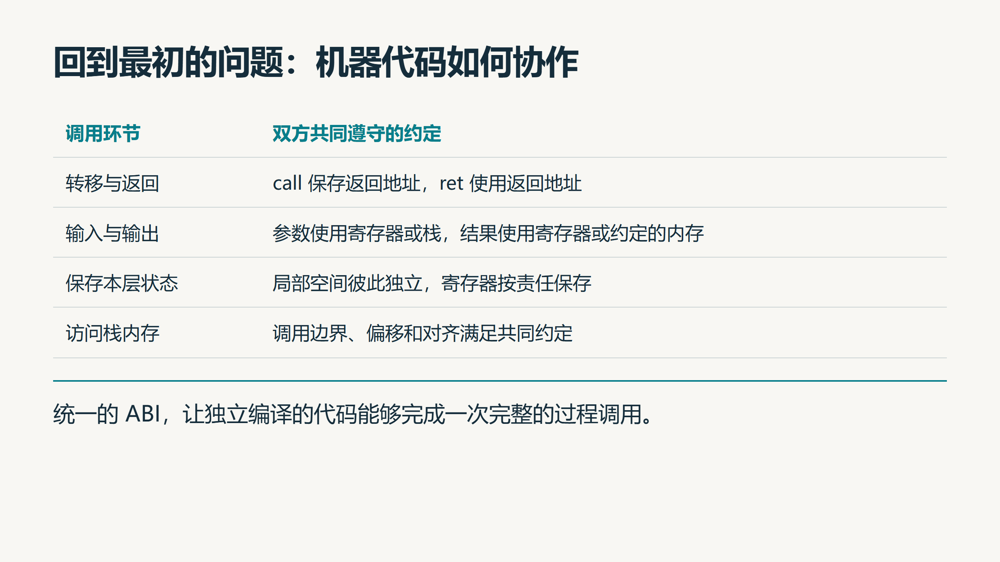 回到最初的问题：机器代码如何协作
调用环节 双方共同遵守的约定
转移与返回 call 保存返回地址，ret 使用返回地址
输入与输出 参数使用寄存器或栈，结果使用寄存器或约定的内存
保存本层状态 局部空间彼此独立，寄存器按责任保存
访问栈内存 调用边界、偏移和对齐满足共同约定
统一的 ABI，让独立编译的代码能够完成一次完整的过程调用。